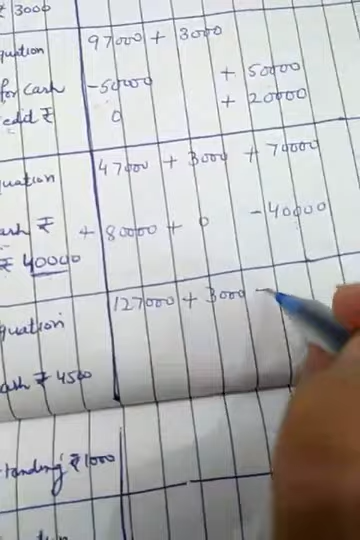 ₹ 3000
quation 97000 + 3000
for cash -50000 + 50000
0 + 20000
quation 47000 + 3000 + 70000
ash ₹ + 80000 + 0 - 40000
₹ 40000
quation 127000 + 3000
ash ₹ 4500
tanding ₹ 1000